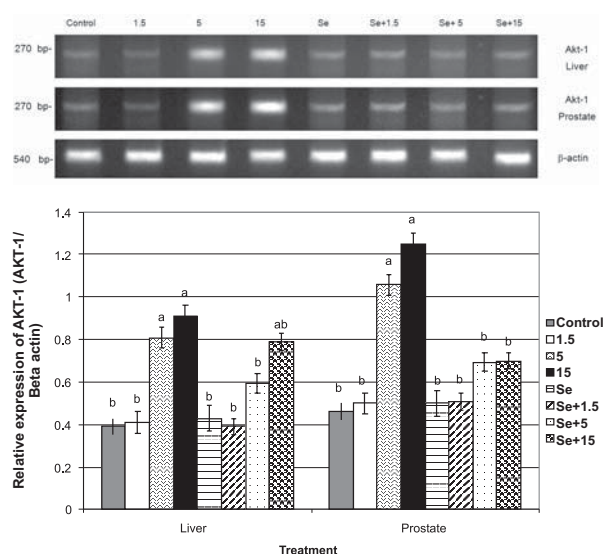 Control 1.5 5 15 Se Se+1.5 Se+ 5 Se+15
270 bp- Akt-1
Liver
270 bp- Akt-1
Prostate
540 bp- β-actin
Relative expression of AKT-1 (AKT-1/
Beta actin)
1.4
1.2
1
0.8
0.6
0.4
0.2
0
b b a a b b b ab
b b a a b b b b
Liver Prostate
Treatment
Control
1.5
5
15
Se
Se+1.5
Se+5
Se+15